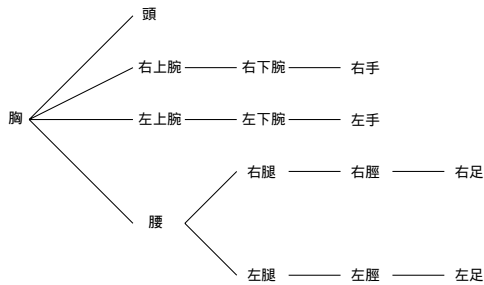 頭
右上腕 右下腕 右手
胸 左上腕 左下腕 左手
右腿 右脛 右足
腰
左腿 左脛 左足